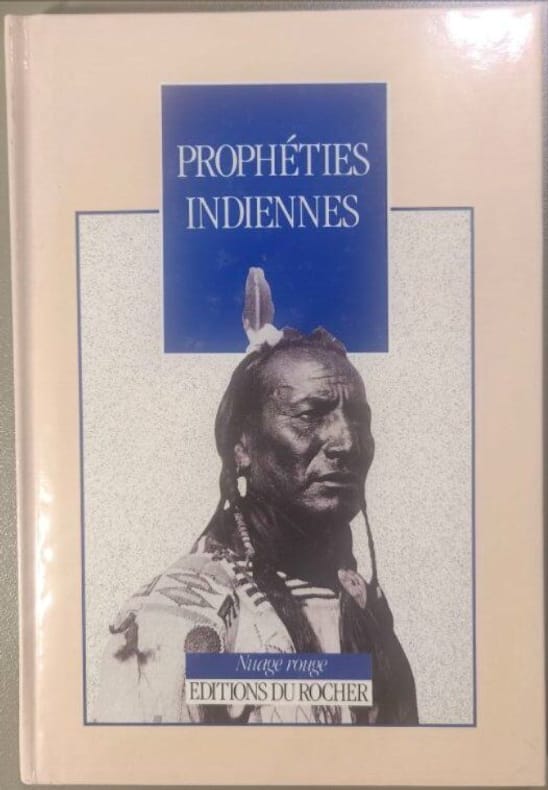 PROPHÉTIES
INDIENNES
Nuage rouge
EDITIONS DU ROCHER